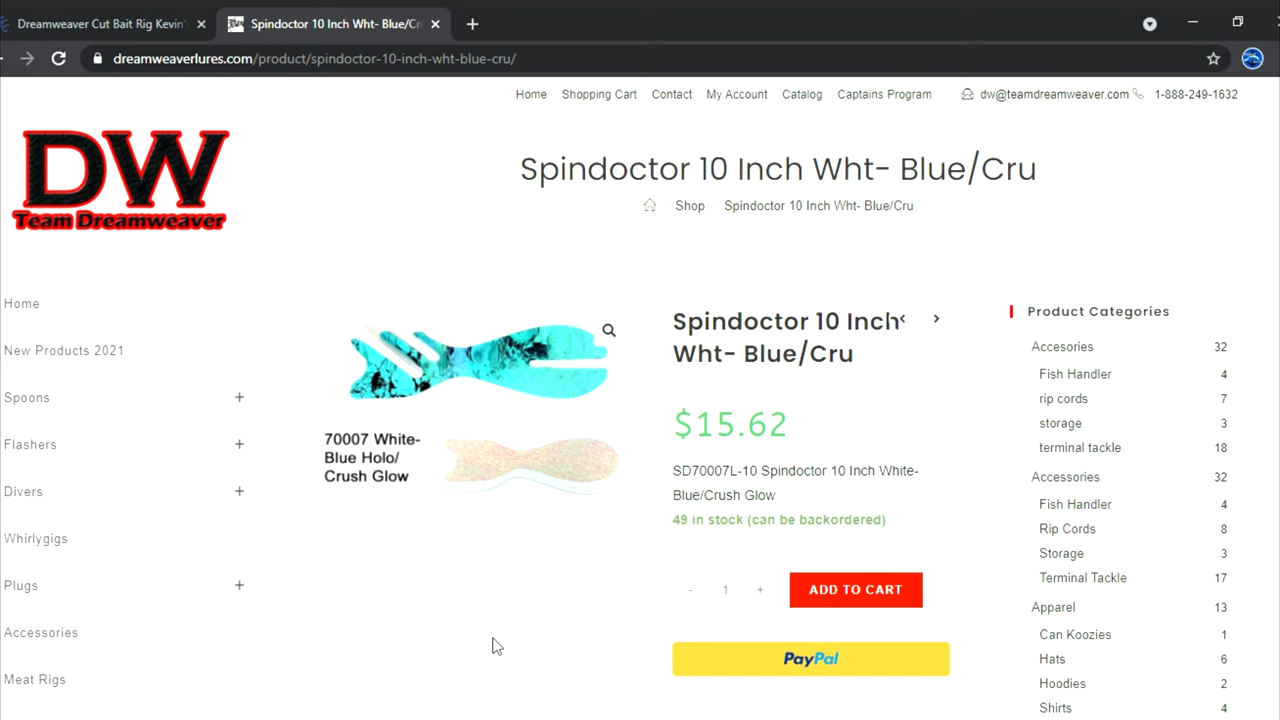 Dreamweaver Cut Bait Rig Kevin'
Spindoctor 10 Inch Wht- Blue/Cr
dreamweaverlures.com/product/spindoctor-10-inch-wht-blue-cru/
Home Shopping Cart Contact My Account Catalog Captains Program dw@teamdreamweaver.com 1-888-249-1632
DW
Team Dreamweaver
Spindoctor 10 Inch Wht- Blue/Cru
Shop Spindoctor 10 Inch Wht- Blue/Cru
Home
New Products 2021
Spoons +
Flashers +
Divers +
Whirlygigs
Plugs +
Accessories
Meat Rigs
70007 White-
Blue Holo/
Crush Glow
Spindoctor 10 Inch
Wht- Blue/Cru
$15.62
SD70007L-10 Spindoctor 10 Inch White-
Blue/Crush Glow
49 in stock (can be backordered)
- 1 +
ADD TO CART
PayPal
Product Categories
Accesories 32
Fish Handler 4
rip cords 7
storage 3
terminal tackle 18
Accessories 32
Fish Handler 4
Rip Cords 8
Storage 3
Terminal Tackle 17
Apparel 13
Can Koozies 1
Hats 6
Hoodies 2
Shirts 4